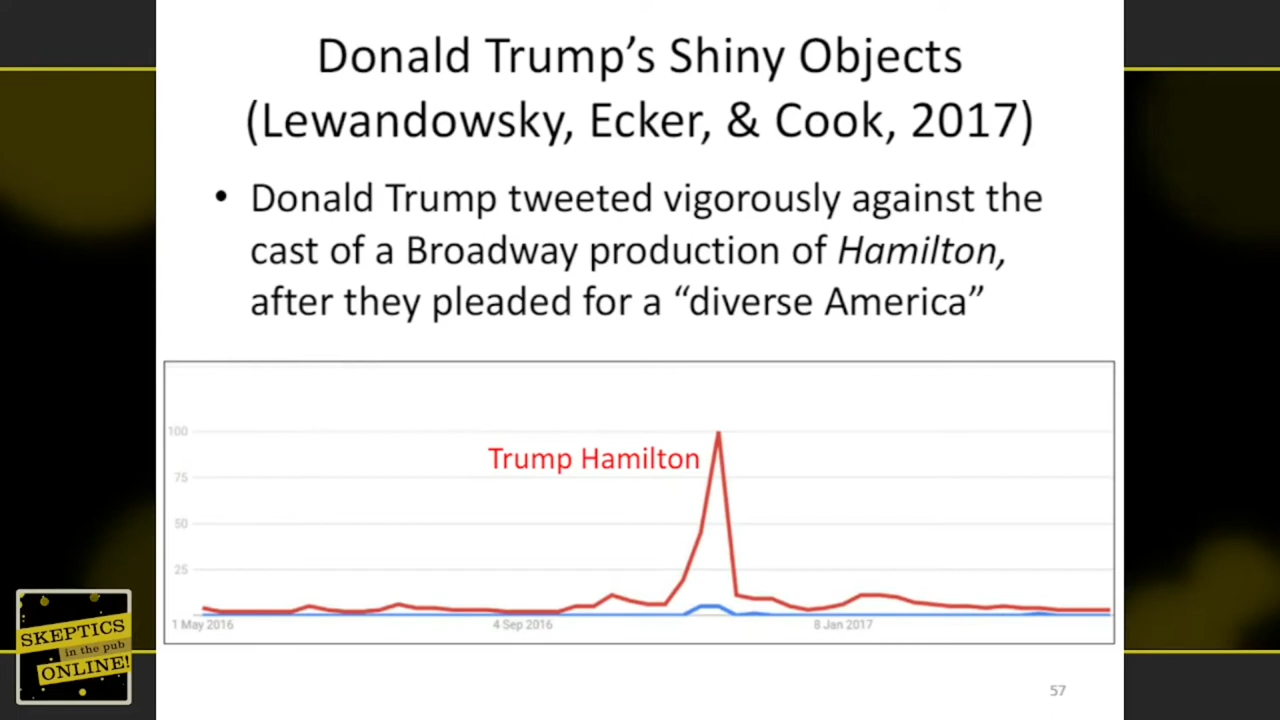 Donald Trump’s Shiny Objects
(Lewandowsky, Ecker, & Cook, 2017)
• Donald Trump tweeted vigorously against the
cast of a Broadway production of Hamilton,
after they pleaded for a “diverse America”
100
Trump Hamilton
75
50
25
1 May 2016
4 Sep 2016
8 Jan 2017
SKEPTICS
in the pub
ONLINE!
57